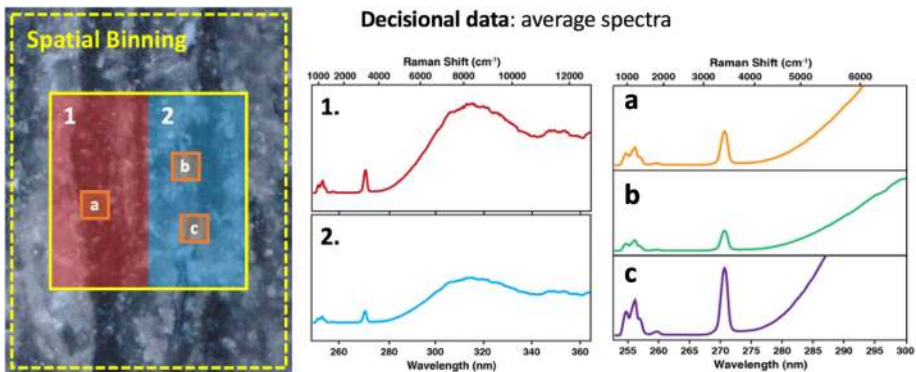 Decisional data: average spectra
Spatial Binning
1 2
a
b
c
Raman Shift (cm⁻¹)
1000 2000 4000 6000 8000 10000 12000
1.
2.
260 280 300 320 340 360
Wavelength (nm)
Raman Shift (cm⁻¹)
1000 2000 3000 4000 5000 6000
a
b
c
255 260 265 270 275 280 285 290 295 300
Wavelength (nm)